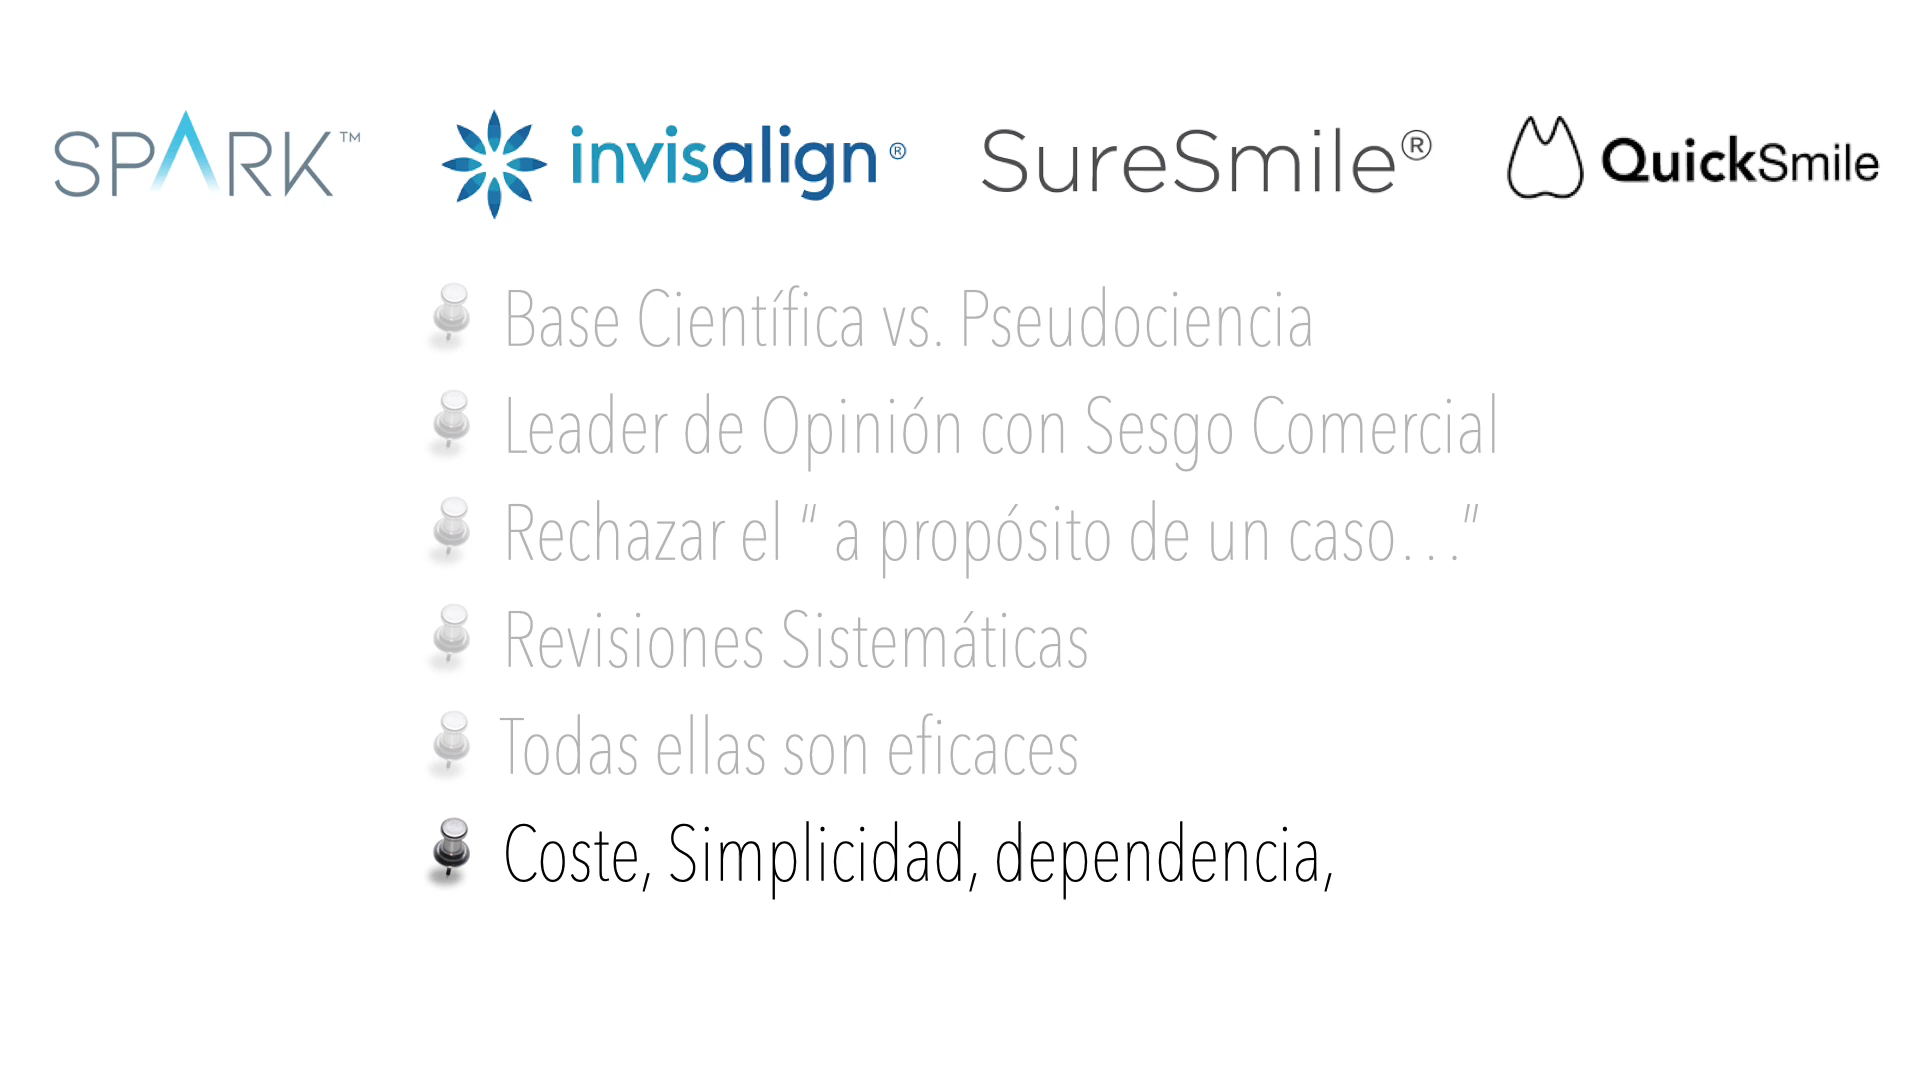 SPARK™ invisalign® SureSmile® QuickSmile
Base Científica vs. Pseudociencia
Leader de Opinión con Sesgo Comercial
Rechazar el “ a propósito de un caso…”
Revisiones Sistemáticas
Todas ellas son eficaces
Coste, Simplicidad, dependencia,